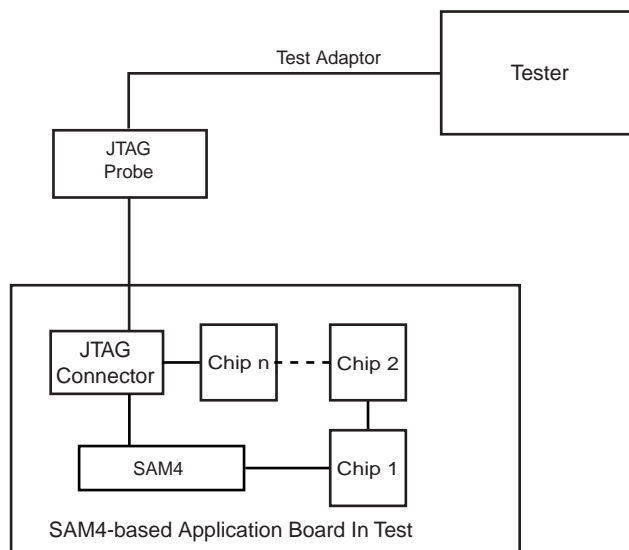 Test Adaptor
Tester
JTAG
Probe
JTAG
Connector
Chip n
Chip 2
SAM4
Chip 1
SAM4-based Application Board In Test